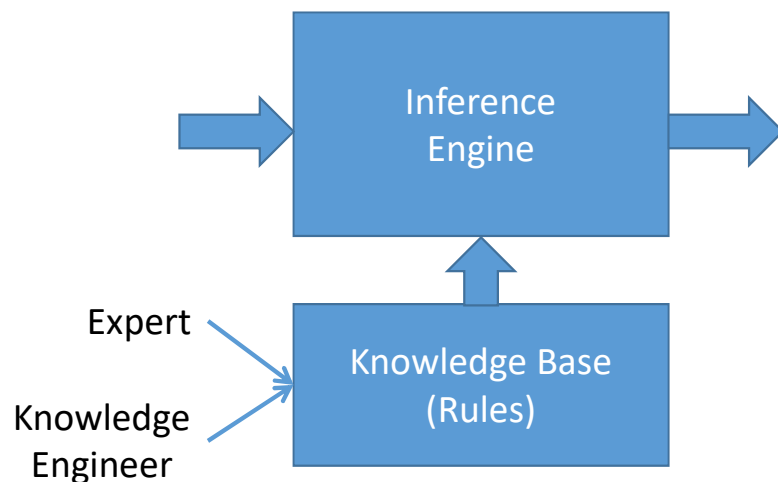 Inference
Engine
Expert
Knowledge Base
(Rules)
Knowledge
Engineer